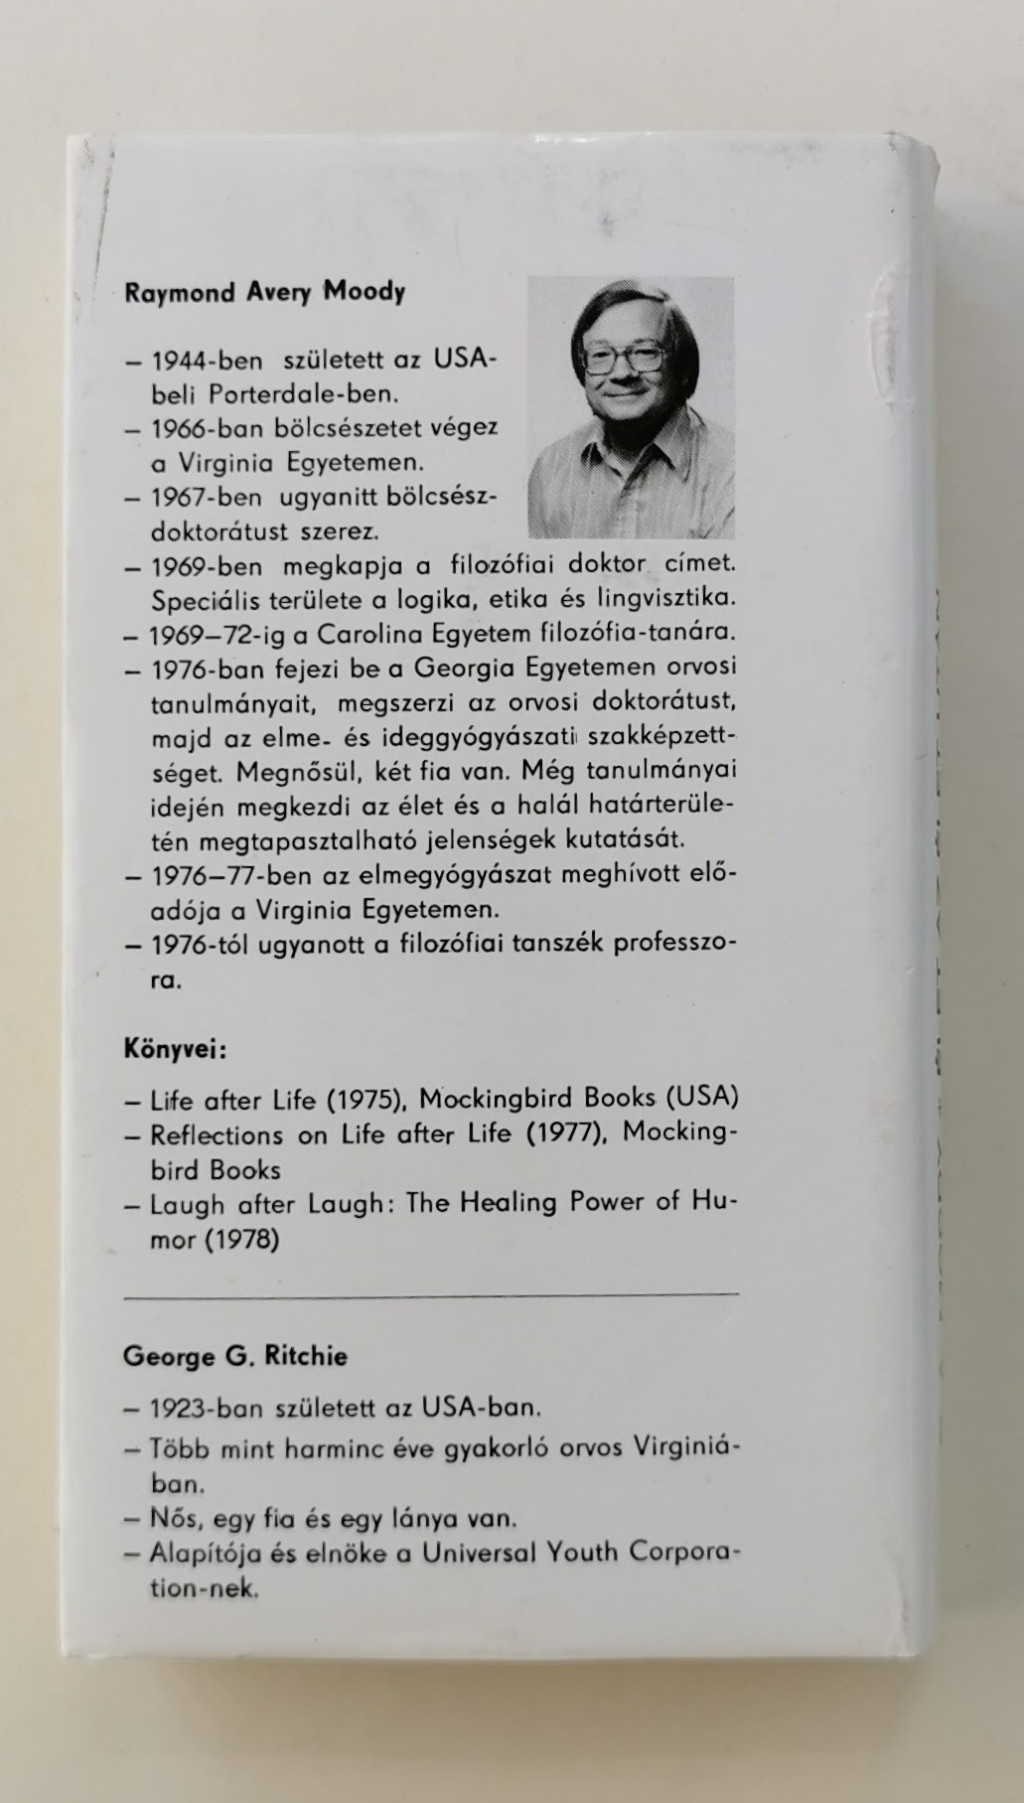 Raymond Avery Moody
– 1944-ben született az USA-
beli Porterdale-ben.
– 1966-ban bölcsészetet végez
a Virginia Egyetemen.
– 1967-ben ugyanitt bölcsész-
doktorátust szerez.
– 1969-ben megkapja a filozófiai doktor címet.
Speciális területe a logika, etika és lingvisztika.
– 1969–72-ig a Carolina Egyetem filozófia-tanára.
– 1976-ban fejezi be a Georgia Egyetemen orvosi
tanulmányait, megszerzi az orvosi doktorátust,
majd az elme- és ideggyógyászati szakképzett-
séget. Megnősül, két fia van. Még tanulmányai
idején megkezdi az élet és a halál határterüle-
tén megtapasztalható jelenségek kutatását.
– 1976–77-ben az elmegyógyászat meghívott elő-
adója a Virginia Egyetemen.
– 1976-tól ugyanott a filozófiai tanszék professzo-
ra.
Könyvei:
– Life after Life (1975), Mockingbird Books (USA)
– Reflections on Life after Life (1977), Mocking-
bird Books
– Laugh after Laugh: The Healing Power of Hu-
mor (1978)
George G. Ritchie
– 1923-ban született az USA-ban.
– Több mint harminc éve gyakorló orvos Virginiá-
ban.
– Nős, egy fia és egy lánya van.
– Alapítója és elnöke a Universal Youth Corpora-
tion-nek.